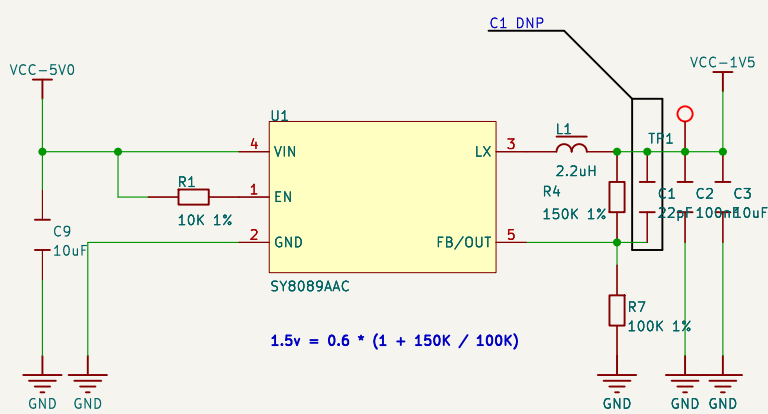 C1 DNP
VCC-5V0
VCC-1V5
U1
4
VIN
LX
3
L1
2.2uH
TP1
R1
10K 1%
1
EN
R4
150K 1%
C1
22pF
C2
100nF
C3
10uF
C9
10uF
2
GND
FB/OUT
5
SY8089AAC
R7
100K 1%
1.5v = 0.6 * (1 + 150K / 100K)
GND
GND
GND
GND
GND